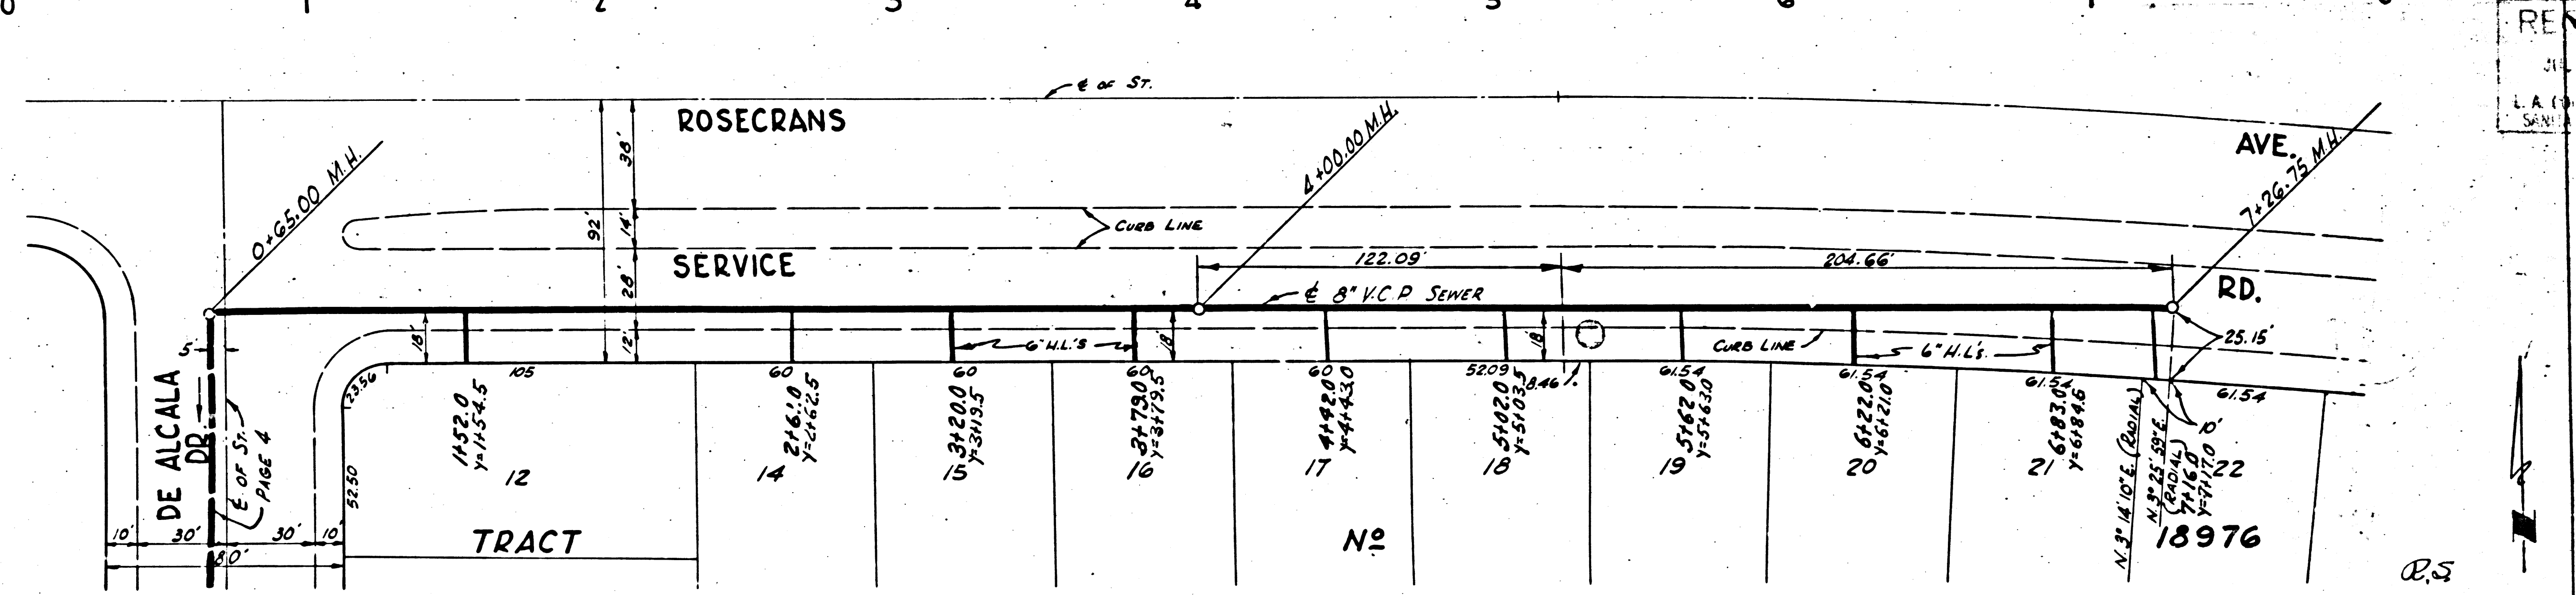 0 1 2 3 4 5 6
℄ OF ST.
ROSECRANS
AVE.
0+65.00 M.H.
4+00.00 M.H.
7+26.75 M.H.
38'
92'
14'
28'
12'
CURB LINE
SERVICE
RD.
122.09'
204.66'
℄ 8" V.C.P. SEWER
5'
18'
6" H.L'S
18'
18'
CURB LINE
6" H.L's.
25.15'
23.56
105
60
60
60
60
52.09
8.46
61.54
61.54
61.54
61.54
10'
DE ALCALA
DR.
℄ OF ST.
PAGE 4
52.50
1+52.0
y=1+54.5
2+61.0
y=2+62.5
3+20.0
y=3+19.5
3+79.0
y=3+79.5
4+42.0
y=4+43.0
5+02.0
y=5+03.5
5+62.0
y=5+63.0
6+22.0
y=6+21.0
6+83.0
y=6+84.6
N. 3° 14' 10" E. (RADIAL)
N. 3° 25' 59" E.
(RADIAL)
7+16.0
y=7+17.0
12
14
15
16
17
18
19
20
21
22
10'
30'
30'
10'
80'
TRACT
Nº
18976
R.S.
L.A.